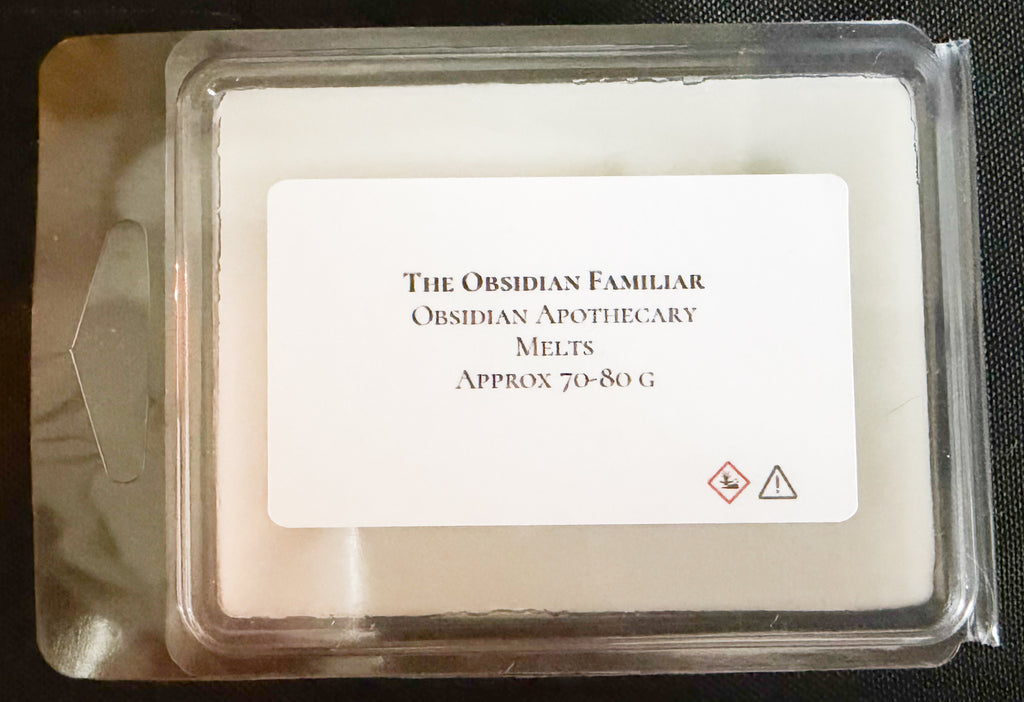 The Obsidian Familiar
Obsidian Apothecary
Melts
Approx 70-80 g